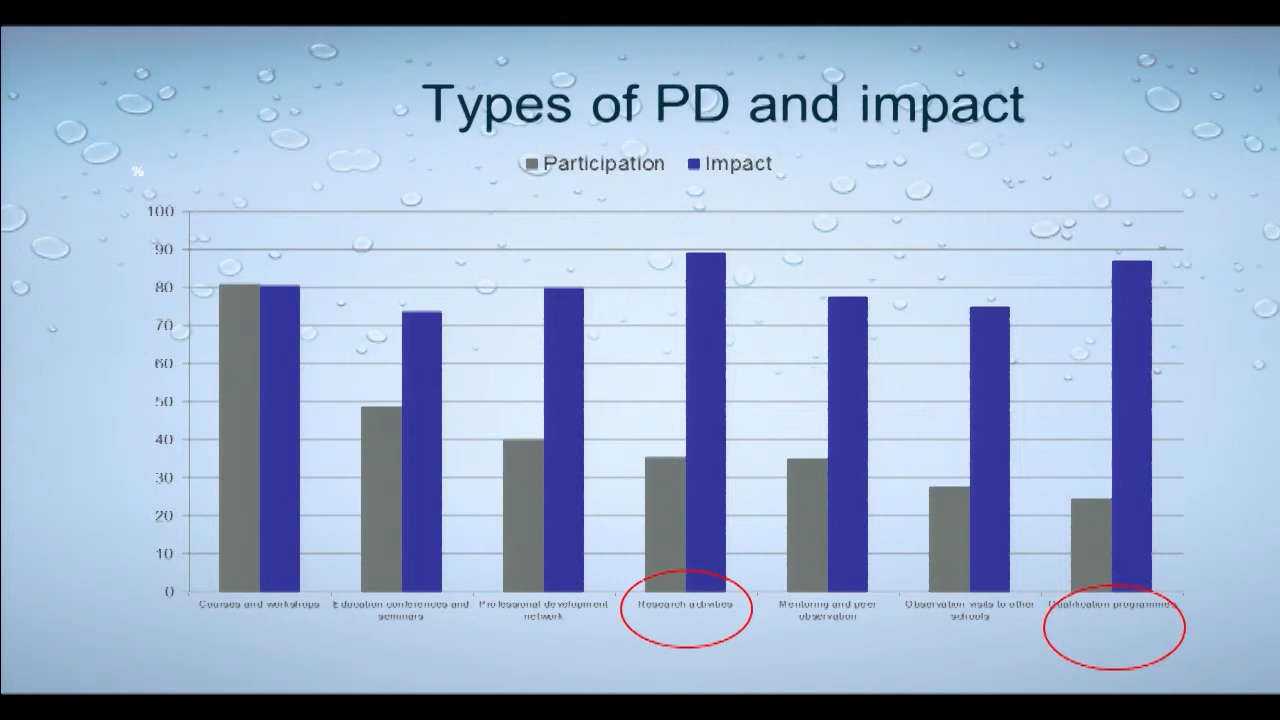 Types of PD and impact
Participation Impact
%
100
90
80
70
60
50
40
30
20
10
0
Courses and workshops
Education conferences and
seminars
Professional development
network
Research activities
Mentoring and peer
observation
Observation visits to other
schools
Qualification programmes